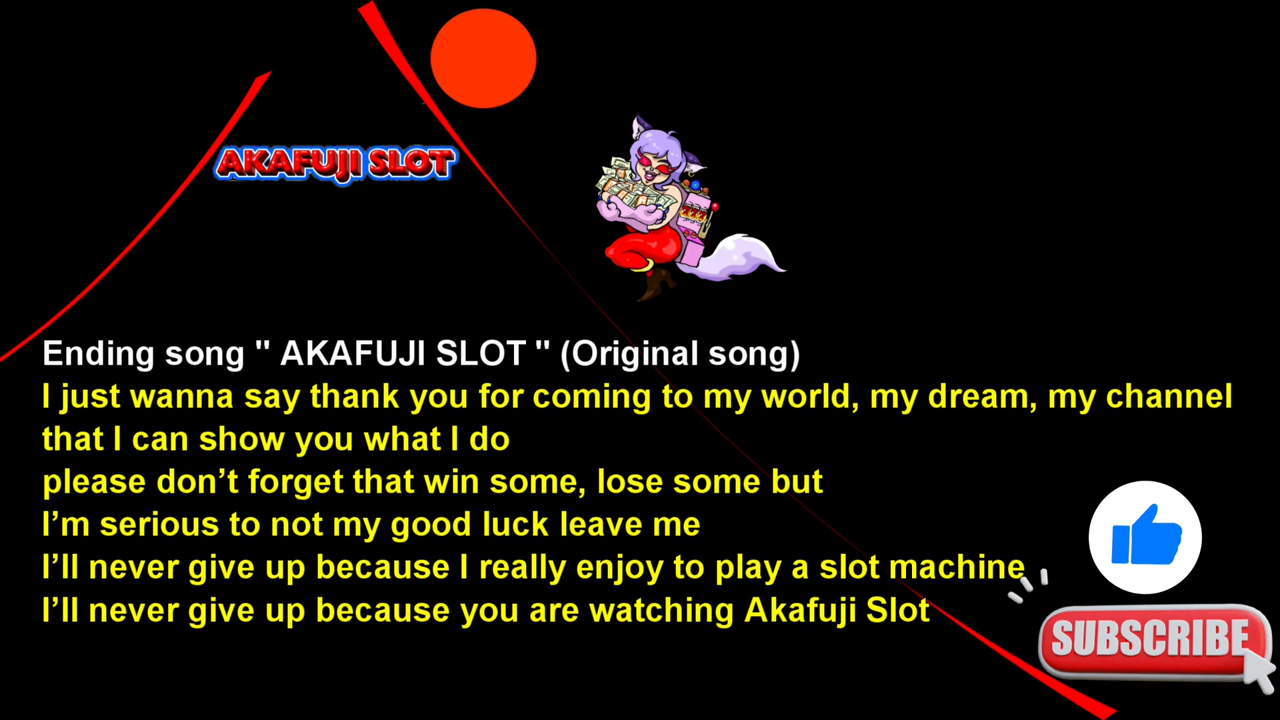 AKAFUJI SLOT
777
Ending song " AKAFUJI SLOT " (Original song)
I just wanna say thank you for coming to my world, my dream, my channel
that I can show you what I do
please don’t forget that win some, lose some but
I’m serious to not my good luck leave me
I’ll never give up because I really enjoy to play a slot machine
I’ll never give up because you are watching Akafuji Slot
SUBSCRIBE